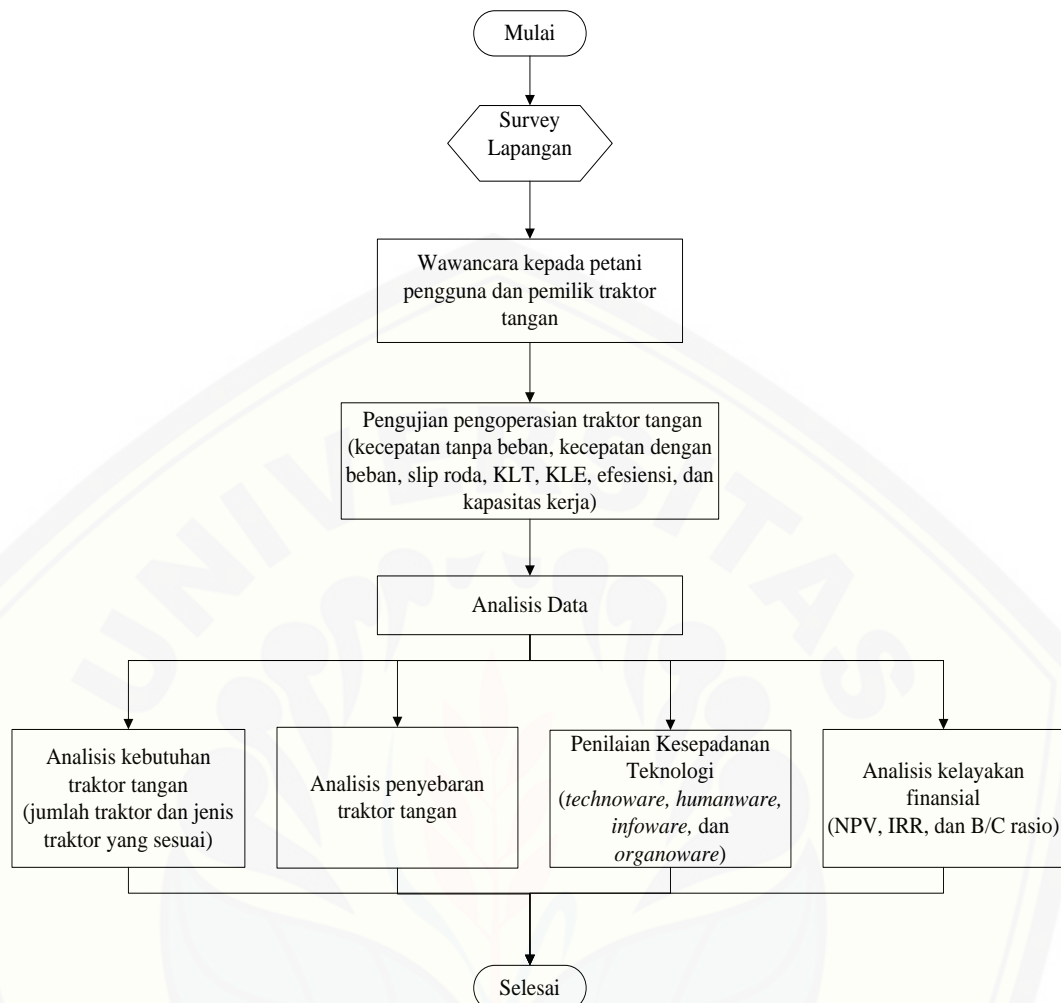 Mulai
Survey
Lapangan
Wawancara kepada petani
pengguna dan pemilik traktor
tangan
Pengujian pengoperasian traktor tangan
(kecepatan tanpa beban, kecepatan dengan
beban, slip roda, KLT, KLE, efesiensi, dan
kapasitas kerja)
UNIVERSITAS
Analisis Data
Analisis kebutuhan
traktor tangan
(jumlah traktor dan jenis
traktor yang sesuai)
Analisis penyebaran
traktor tangan
Penilaian Kesepadanan
Teknologi
(technoware, humanware,
infoware, dan
organoware)
Analisis kelayakan
finansial
(NPV, IRR, dan B/C rasio)
Selesai